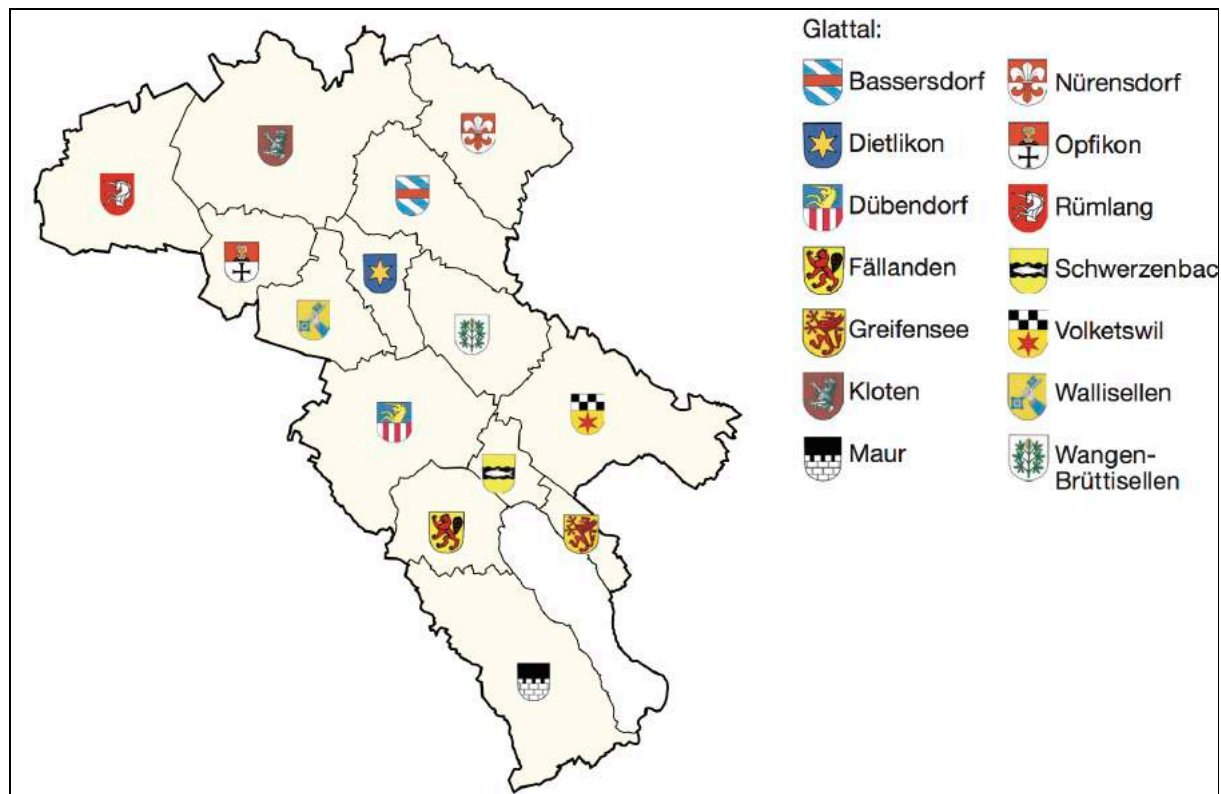 Glattal:
Bassersdorf
Nürensdorf
Dietlikon
Opfikon
Dübendorf
Rümlang
Fällanden
Schwerzenbac
Greifensee
Volketswil
Kloten
Wallisellen
Maur
Wangen-
Brüttisellen